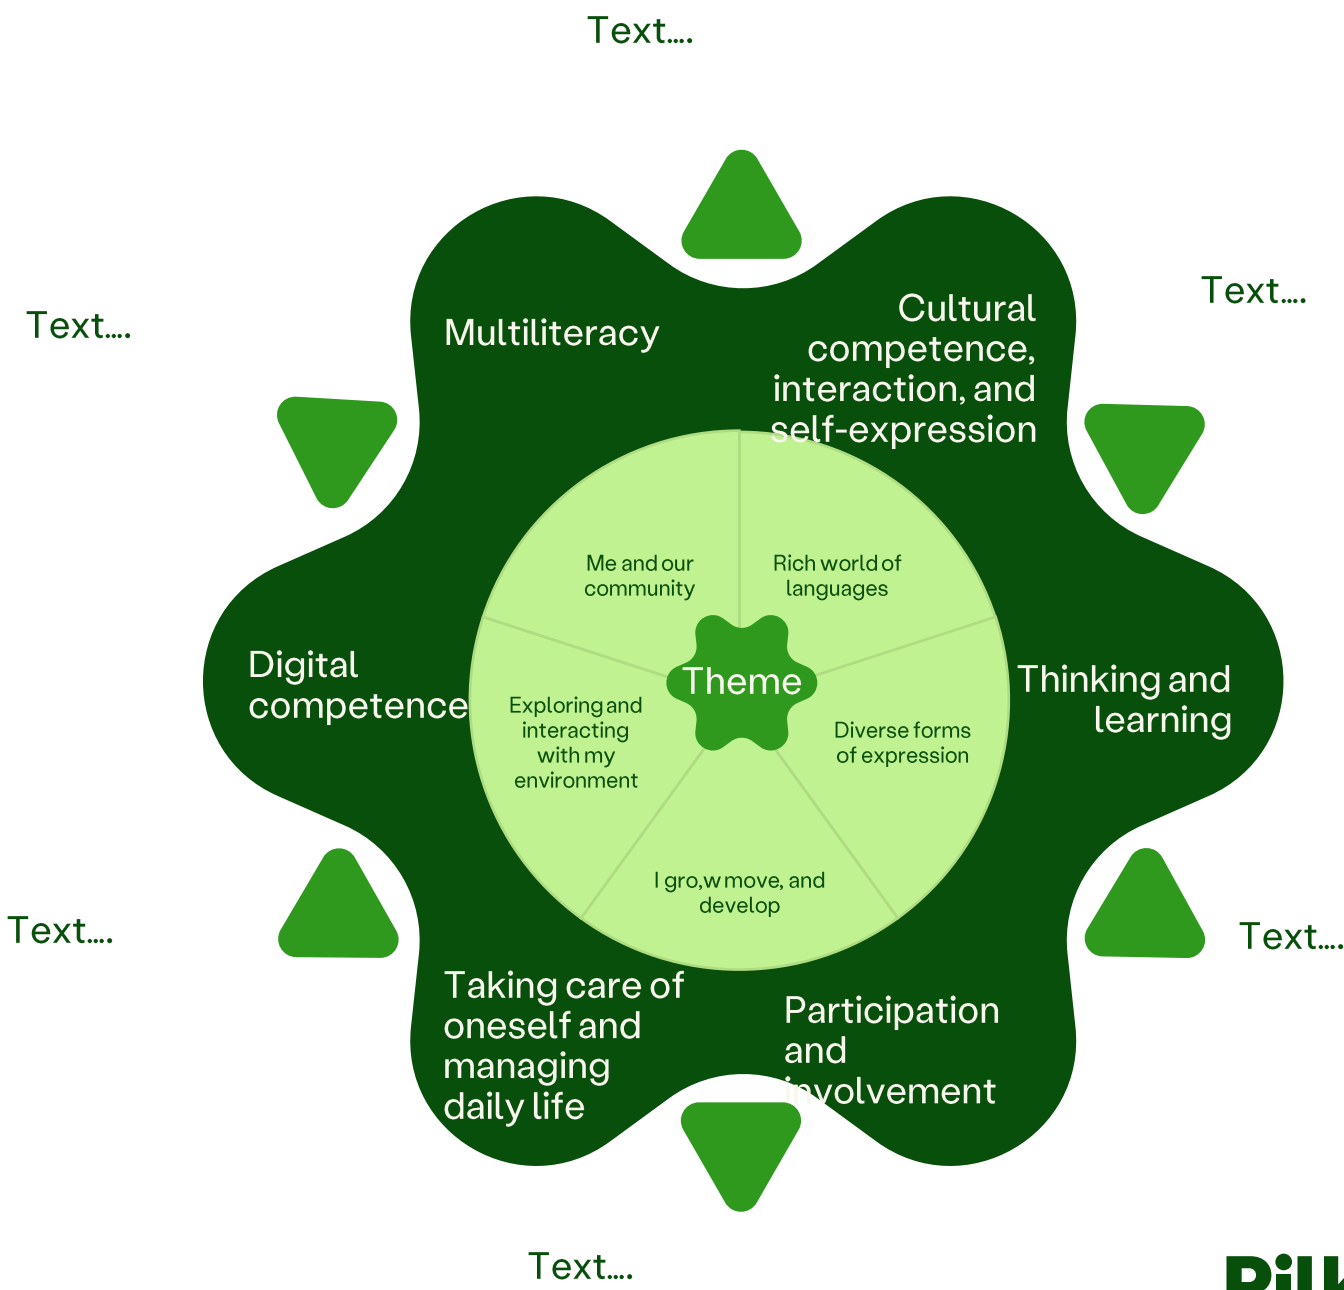 Text....
Text....
Text....
Multiliteracy
Cultural
competence,
interaction, and
self-expression
Me and our
community
Rich world of
languages
Theme
Digital
competence
Thinking and
learning
Exploring and
interacting
with my
environment
Diverse forms
of expression
I gro,w move, and
develop
Text....
Text....
Taking care of
oneself and
managing
daily life
Participation
and
involvement
Text....